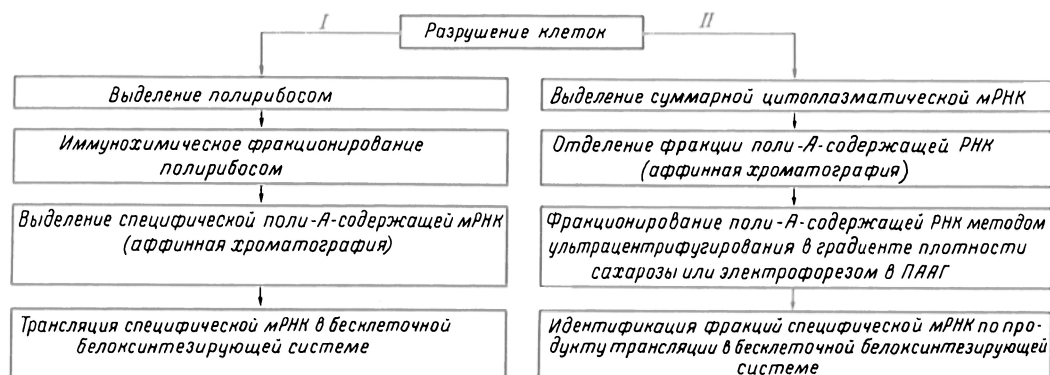 I
Разрушение клеток
II
Выделение полирибосом
Иммунохимическое фракционирование
полирибосом
Выделение специфической поли-А-содержащей мРНК
(аффинная хроматография)
Трансляция специфической мРНК в бесклеточной
белоксинтезирующей системе
Выделение суммарной цитоплазматической мРНК
Отделение фракции поли-А-содержащей РНК
(аффинная хроматография)
Фракционирование поли-А-содержащей РНК методом
ультрацентрифугирования в градиенте плотности
сахарозы или электрофорезом в ПААГ
Идентификация фракций специфической мРНК по про-
дукту трансляции в бесклеточной белоксинтезирующей
системе